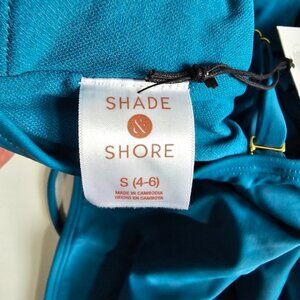 SHADE
&
SHORE
S (4-6)
MADE IN CAMBODIA
HECHO EN CAMBOYA